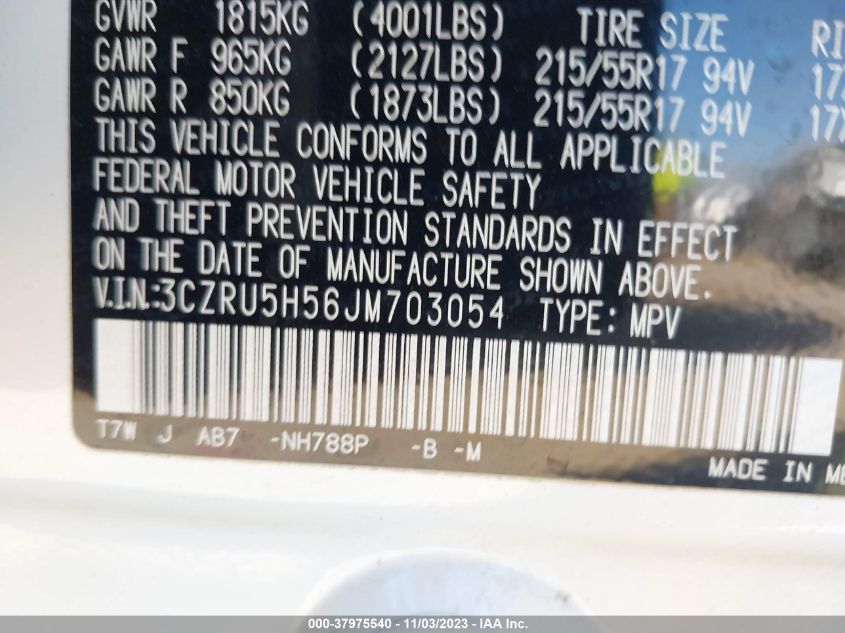 GVWR 1815KG (4001LBS) TIRE SIZE
GAWR F 965KG (2127LBS) 215/55R17 94V
GAWR R 850KG (1873LBS) 215/55R17 94V
THIS VEHICLE CONFORMS TO ALL APPLICABLE
FEDERAL MOTOR VEHICLE SAFETY
AND THEFT PREVENTION STANDARDS IN EFFECT
ON THE DATE OF MANUFACTURE SHOWN ABOVE.
V.I.N.:3CZRU5H56JM703054 TYPE: MPV
T7W J AB7 -NH788P -B -M
MADE IN
000-37975540 - 11/03/2023 - IAA Inc.